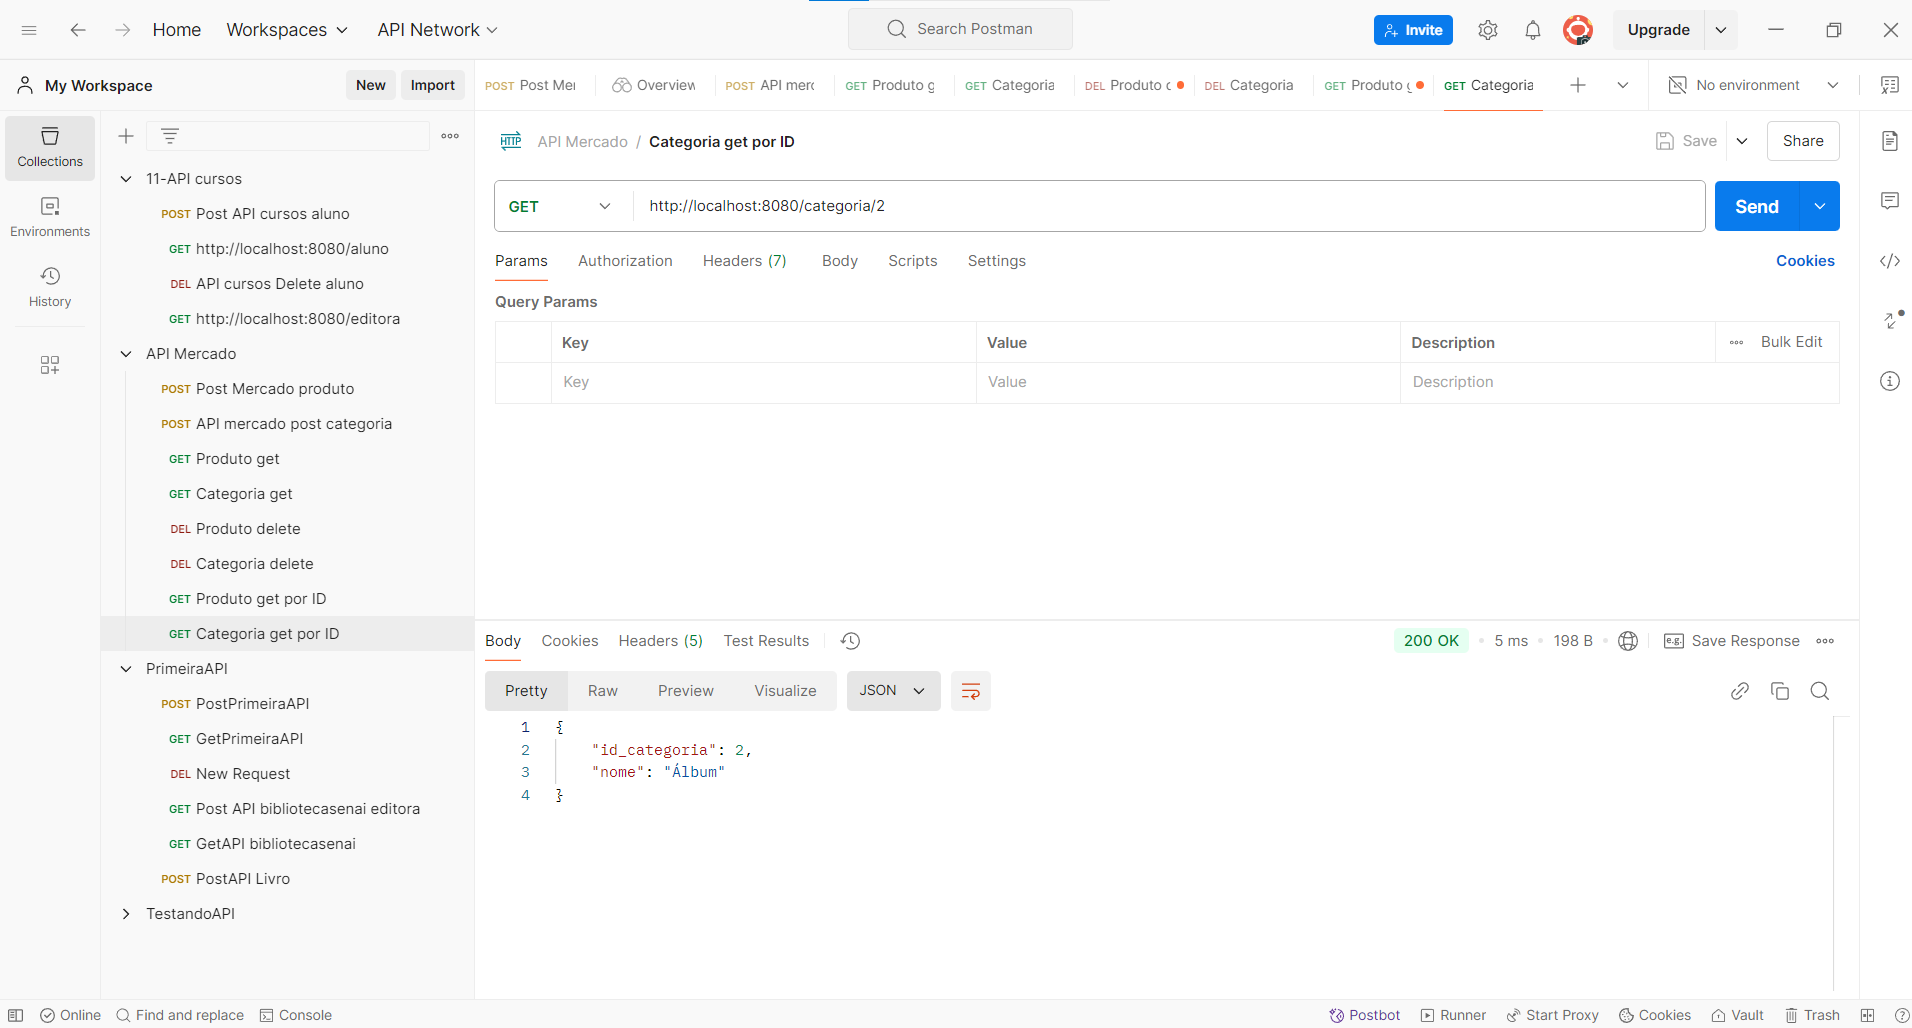 Home Workspaces API Network Search Postman Invite Upgrade
My Workspace New Import
POST Post Mer Overview POST API merc GET Produto g GET Categoria DEL Produto d DEL Categoria GET Produto g GET Categoria No environment
Collections
Environments
History
11-API cursos
POST Post API cursos aluno
GET http://localhost:8080/aluno
DEL API cursos Delete aluno
GET http://localhost:8080/editora
API Mercado
POST Post Mercado produto
POST API mercado post categoria
GET Produto get
GET Categoria get
DEL Produto delete
DEL Categoria delete
GET Produto get por ID
GET Categoria get por ID
PrimeiraAPI
POST PostPrimeiraAPI
GET GetPrimeiraAPI
DEL New Request
GET Post API bibliotecasenai editora
GET GetAPI bibliotecasenai
POST PostAPI Livro
TestandoAPI
HTTP API Mercado / Categoria get por ID Save Share
GET http://localhost:8080/categoria/2 Send
Params Authorization Headers (7) Body Scripts Settings Cookies
Query Params
Key Value Description Bulk Edit
Key Value Description
Body Cookies Headers (5) Test Results 200 OK 5 ms 198 B e.g. Save Response
Pretty Raw Preview Visualize JSON
1 {
2 "id_categoria": 2,
3 "nome": "Álbum"
4 }
Online Find and replace Console Postbot Runner Start Proxy Cookies Vault Trash